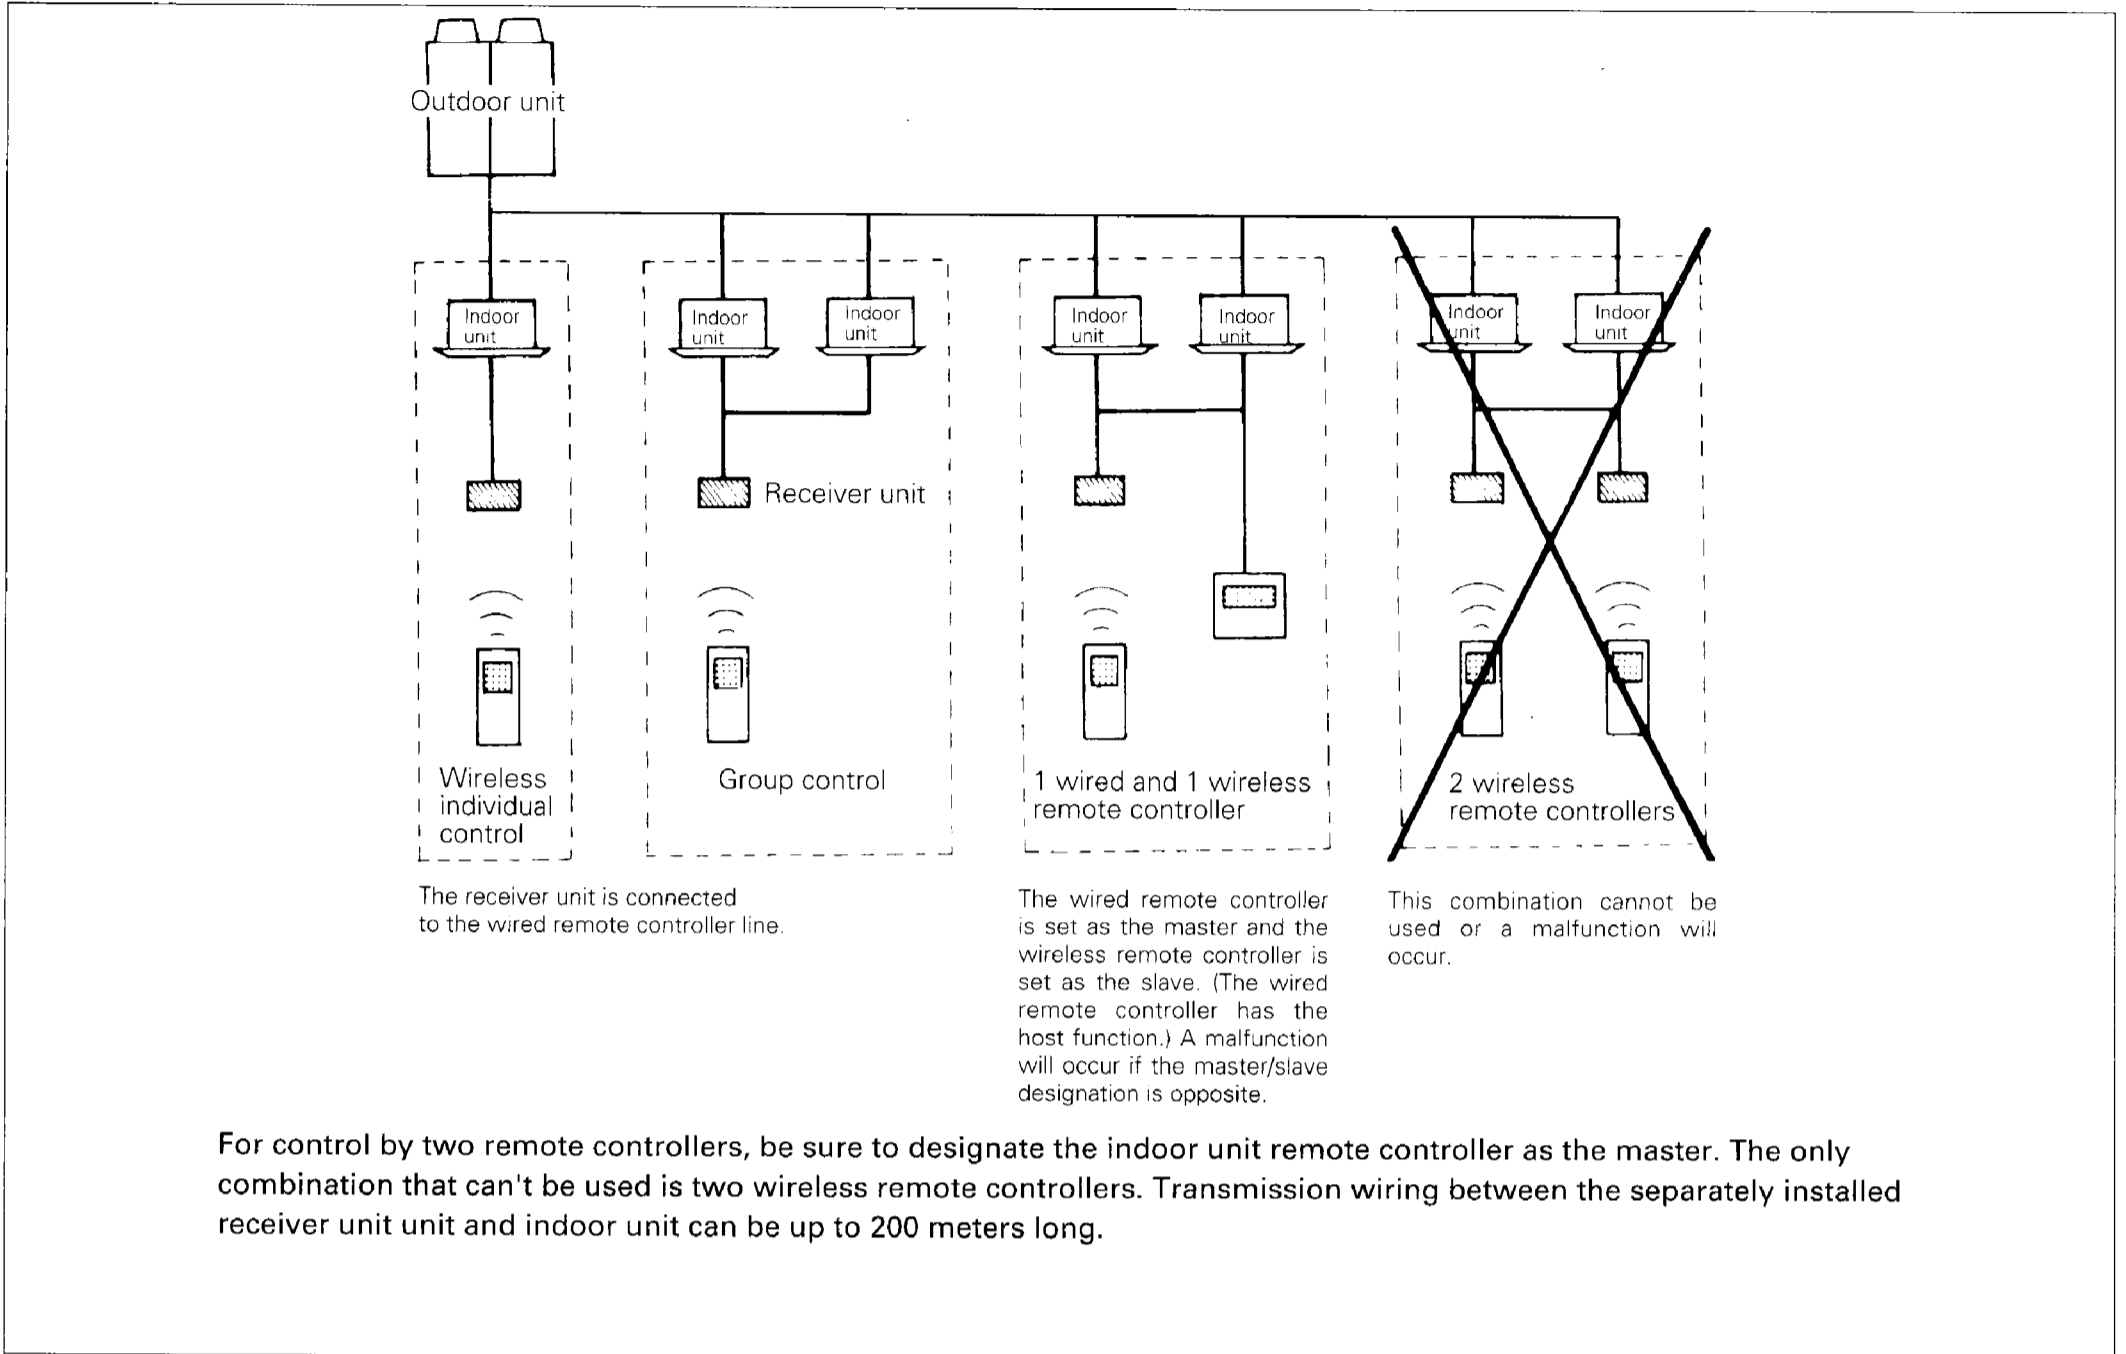 Outdoor unit
Indoor
unit
Indoor
unit
Indoor
unit
Indoor
unit
Indoor
unit
Indoor
unit
Indoor
unit
Receiver unit
Wireless
individual
control
Group control
1 wired and 1 wireless
remote controller
2 wireless
remote controllers
The receiver unit is connected
to the wired remote controller line.
The wired remote controller
is set as the master and the
wireless remote controller is
set as the slave. (The wired
remote controller has the
host function.) A malfunction
will occur if the master/slave
designation is opposite.
This combination cannot be
used or a malfunction will
occur.
For control by two remote controllers, be sure to designate the indoor unit remote controller as the master. The only
combination that can't be used is two wireless remote controllers. Transmission wiring between the separately installed
receiver unit unit and indoor unit can be up to 200 meters long.